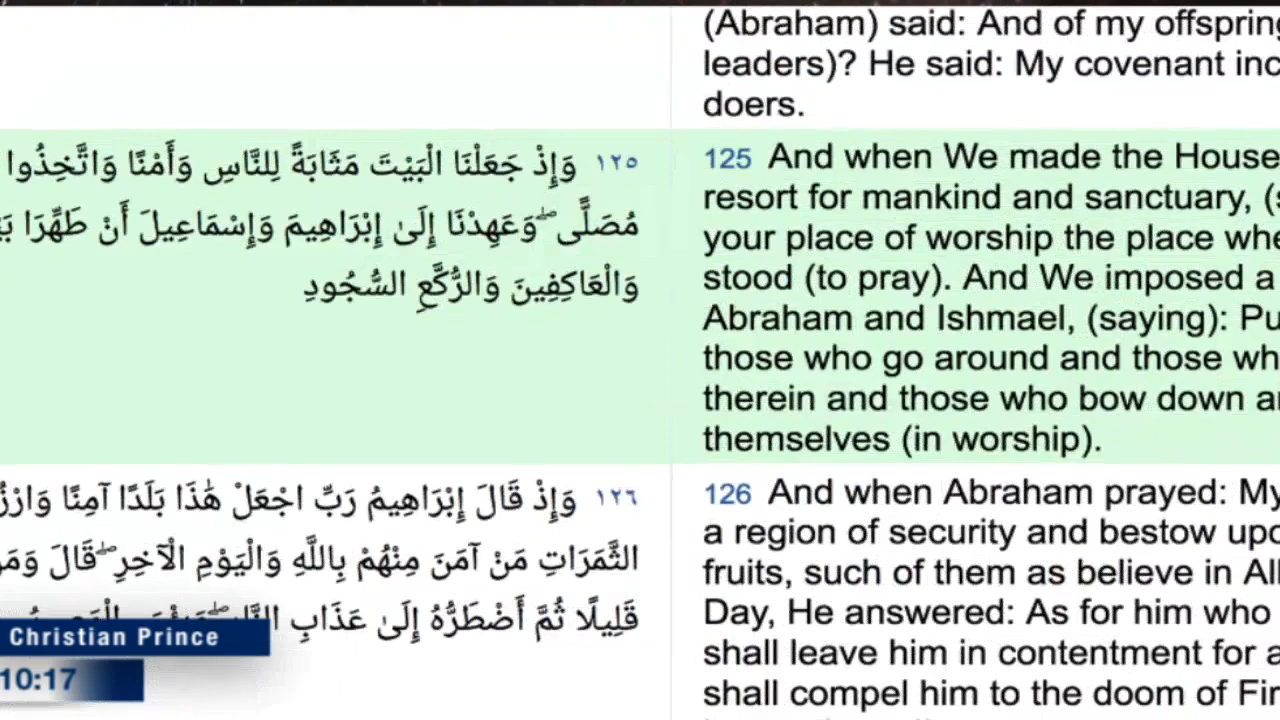 (Abraham) said: And of my offspring
leaders)? He said: My covenant inc
doers.
١٢٥ وَإِذْ جَعَلْنَا الْبَيْتَ مَثَابَةً لِلنَّاسِ وَأَمْنًا وَاتَّخِذُوا
مُصَلًّى ۖ وَعَهِدْنَا إِلَىٰ إِبْرَاهِيمَ وَإِسْمَاعِيلَ أَنْ طَهِّرَا
وَالْعَاكِفِينَ وَالرُّكَّعِ السُّجُودِ
125 And when We made the House
resort for mankind and sanctuary, (
your place of worship the place whe
stood (to pray). And We imposed a
Abraham and Ishmael, (saying): Pu
those who go around and those wh
therein and those who bow down a
themselves (in worship).
١٢٦ وَإِذْ قَالَ إِبْرَاهِيمُ رَبِّ اجْعَلْ هَٰذَا بَلَدًا آمِنًا
الثَّمَرَاتِ مَنْ آمَنَ مِنْهُمْ بِاللَّهِ وَالْيَوْمِ الْآخِرِ ۖ قَالَ
قَلِيلًا ثُمَّ أَضْطَرُّهُ إِلَىٰ عَذَابِ
126 And when Abraham prayed: My
a region of security and bestow upo
fruits, such of them as believe in All
Day, He answered: As for him who
shall leave him in contentment for a
shall compel him to the doom of Fir
Christian Prince
10:17